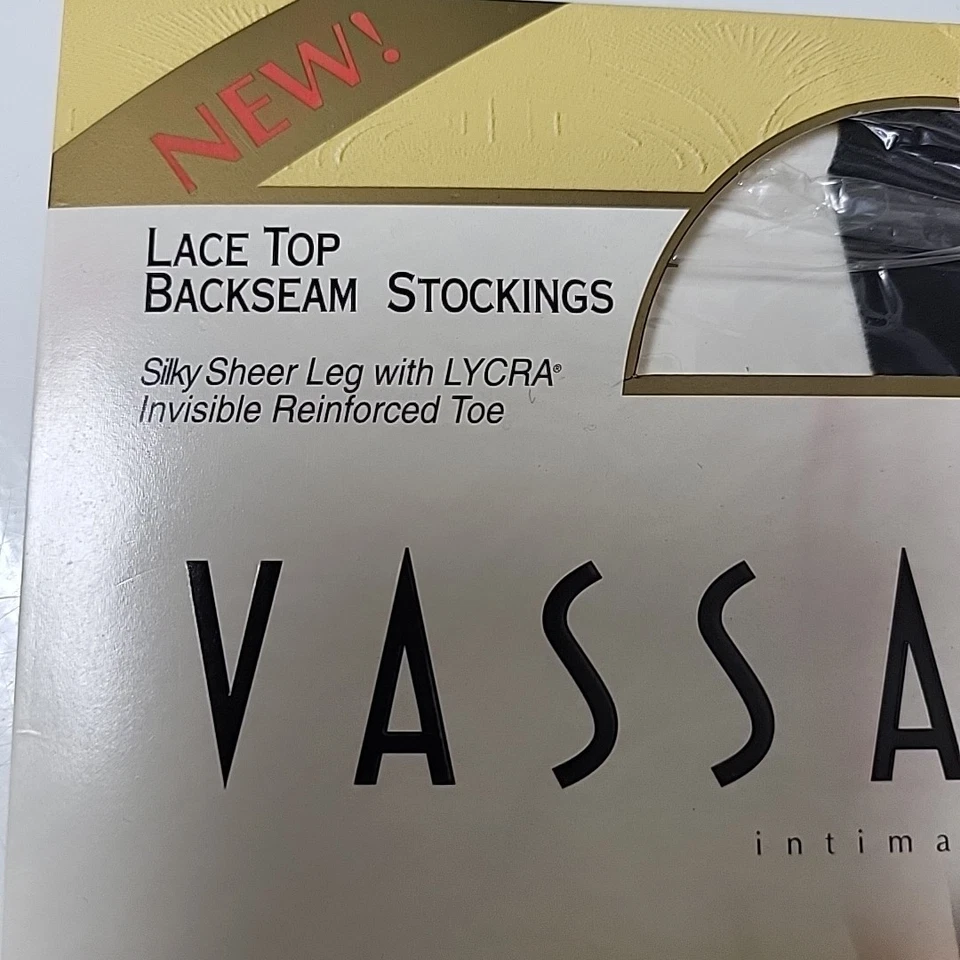 NEW!
LACE TOP
BACKSEAM STOCKINGS
Silky Sheer Leg with LYCRA®
Invisible Reinforced Toe
VASSA
intima